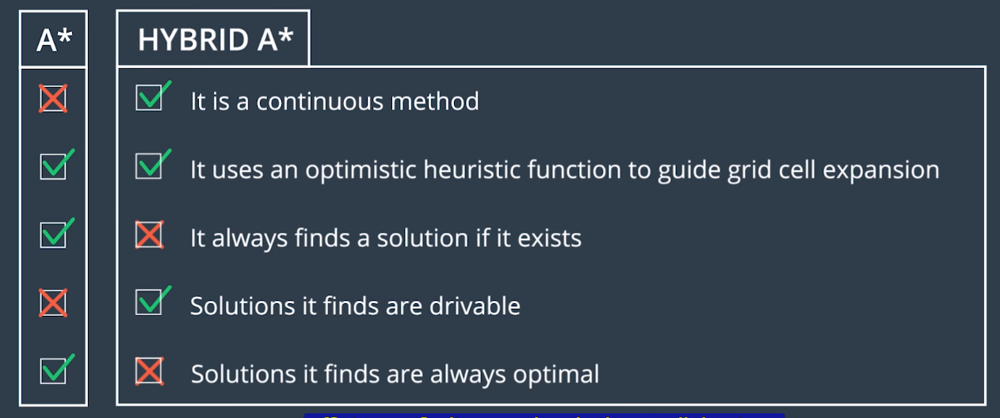 A*
HYBRID A*
It is a continuous method
It uses an optimistic heuristic function to guide grid cell expansion
It always finds a solution if it exists
Solutions it finds are drivable
Solutions it finds are always optimal